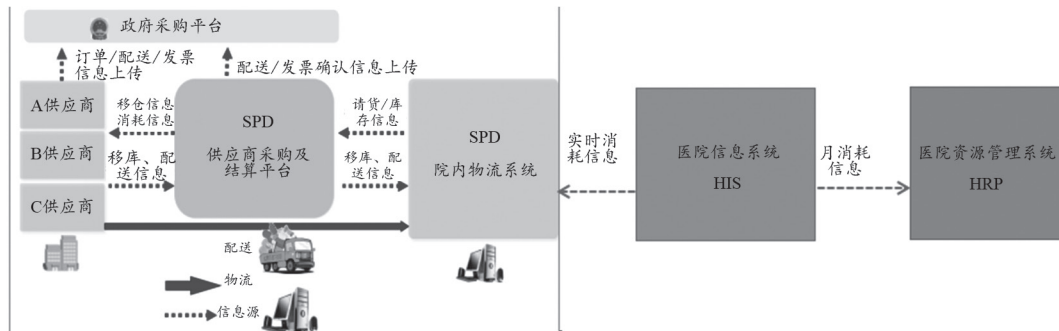 政府采购平台
订单/配送/发票
信息上传
配送/发票确认信息上传
A供应商
B供应商
C供应商
移仓信息
消耗信息
移库、配
送信息
SPD
供应商采购及
结算平台
请货/库
存信息
移库、配
送信息
SPD
院内物流系统
实时消
耗信息
医院信息系统
HIS
月消耗
信息
医院资源管理系统
HRP
配送
物流
信息源